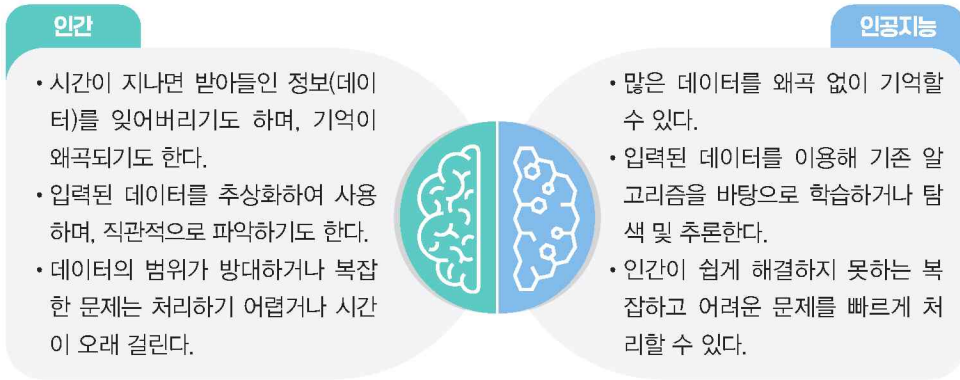 인간
• 시간이 지나면 받아들인 정보(데이
터)를 잊어버리기도 하며, 기억이
왜곡되기도 한다.
• 입력된 데이터를 추상화하여 사용
하며, 직관적으로 파악하기도 한다.
• 데이터의 범위가 방대하거나 복잡
한 문제는 처리하기 어렵거나 시간
이 오래 걸린다.
인공지능
• 많은 데이터를 왜곡 없이 기억할
수 있다.
• 입력된 데이터를 이용해 기존 알
고리즘을 바탕으로 학습하거나 탐
색 및 추론한다.
• 인간이 쉽게 해결하지 못하는 복
잡하고 어려운 문제를 빠르게 처
리할 수 있다.